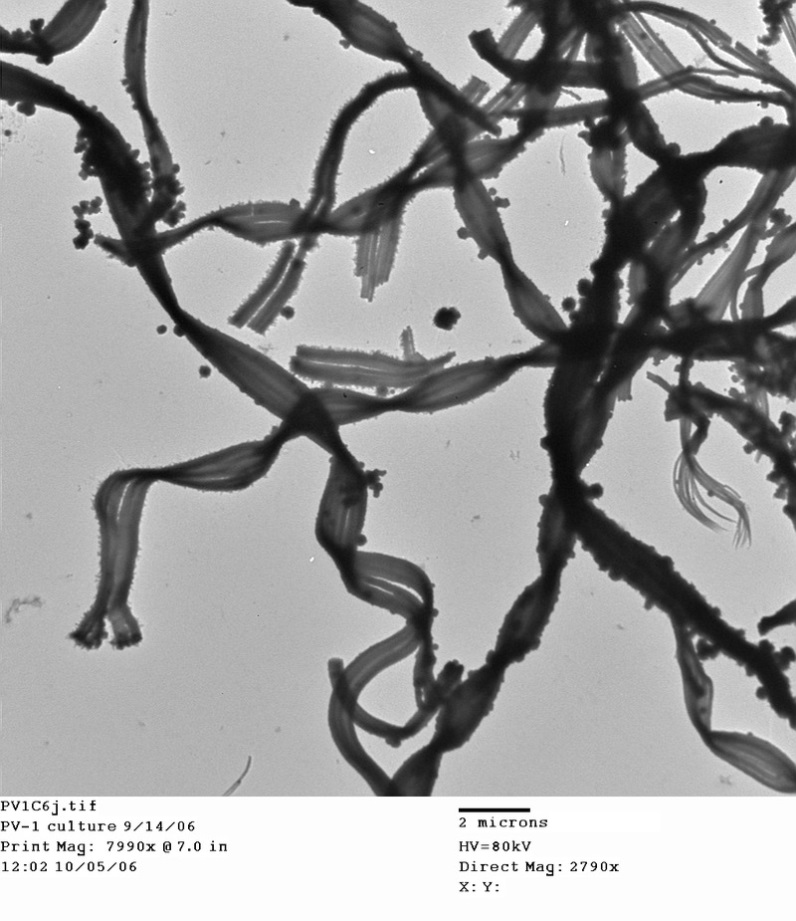 PV1C6j.tif
PV-1 culture 9/14/06
Print Mag: 7990x @ 7.0 in
12:02 10/05/06
2 microns
HV=80kV
Direct Mag: 2790x
X: Y: